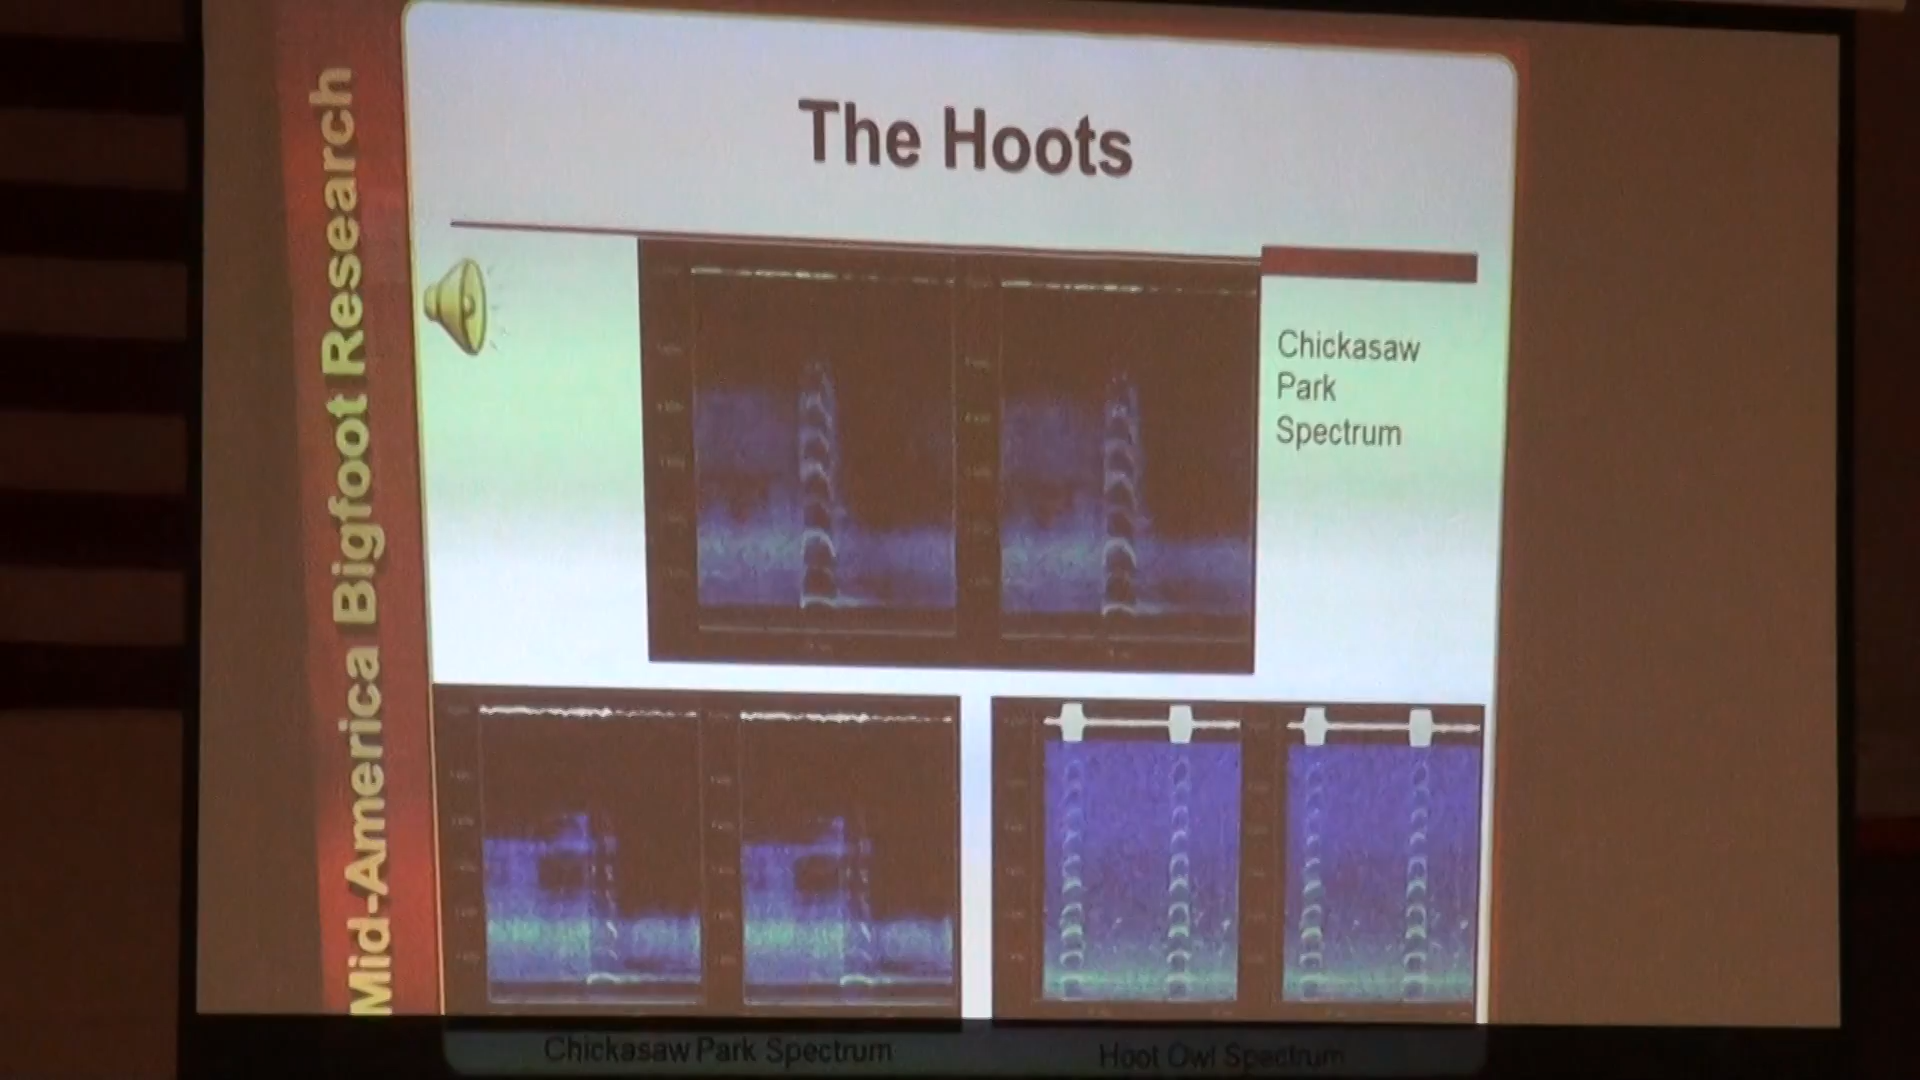 The Hoots
Mid-America Bigfoot Research
Chickasaw
Park
Spectrum
Chickasaw Park Spectrum
Hoot Owl Spectrum